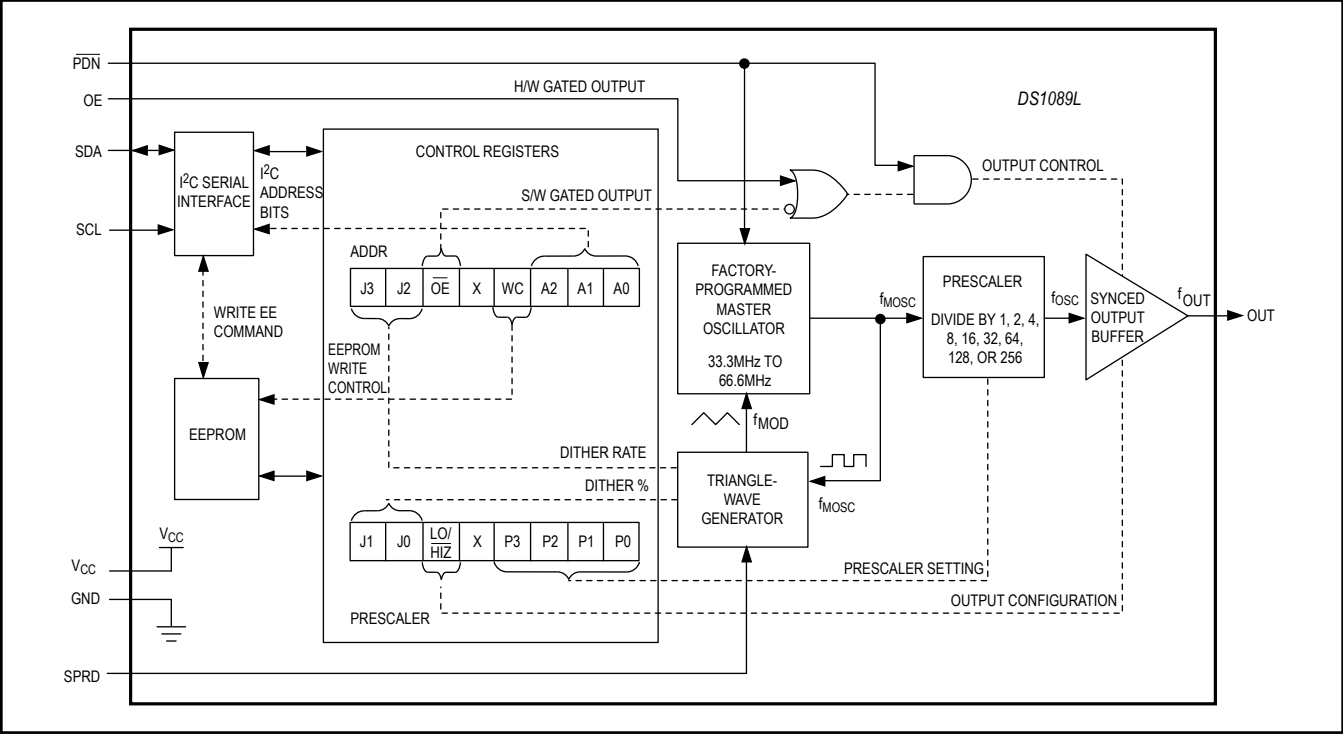 PDN
OE
H/W GATED OUTPUT
DS1089L
SDA
SCL
I2C SERIAL
INTERFACE
I2C
ADDRESS
BITS
CONTROL REGISTERS
S/W GATED OUTPUT
OUTPUT CONTROL
ADDR
J3 J2 OE X WC A2 A1 A0
WRITE EE
COMMAND
EEPROM
WRITE
CONTROL
FACTORY-
PROGRAMMED
MASTER
OSCILLATOR
33.3MHz TO
66.6MHz
fMOSC
PRESCALER
DIVIDE BY 1, 2, 4,
8, 16, 32, 64,
128, OR 256
fOSC
SYNCED
OUTPUT
BUFFER
fOUT
OUT
EEPROM
fMOD
DITHER RATE
DITHER %
TRIANGLE-
WAVE
GENERATOR
fMOSC
J1 J0 LO/HIZ X P3 P2 P1 P0
PRESCALER
PRESCALER SETTING
OUTPUT CONFIGURATION
VCC
VCC
GND
SPRD